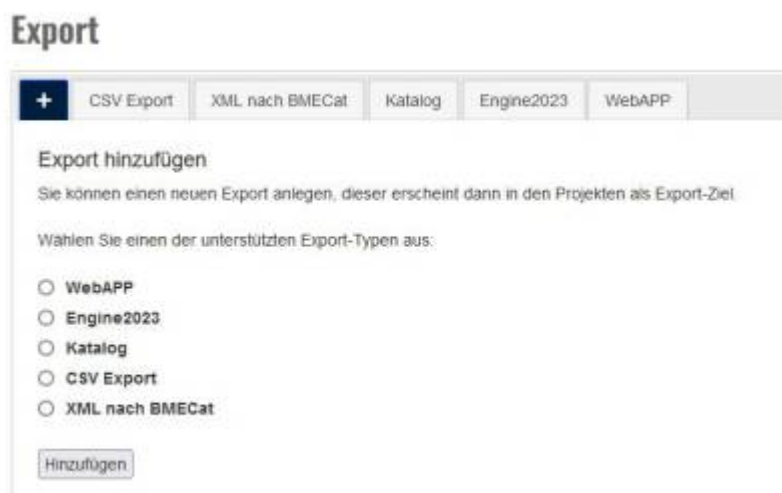 Export
+ CSV Export XML nach BMECat Katalog Engine2023 WebAPP
Export hinzufügen
Sie können einen neuen Export anlegen, dieser erscheint dann in den Projekten als Export-Ziel.
Wählen Sie einen der unterstützten Export-Typen aus:
WebAPP
Engine2023
Katalog
CSV Export
XML nach BMECat
Hinzufügen